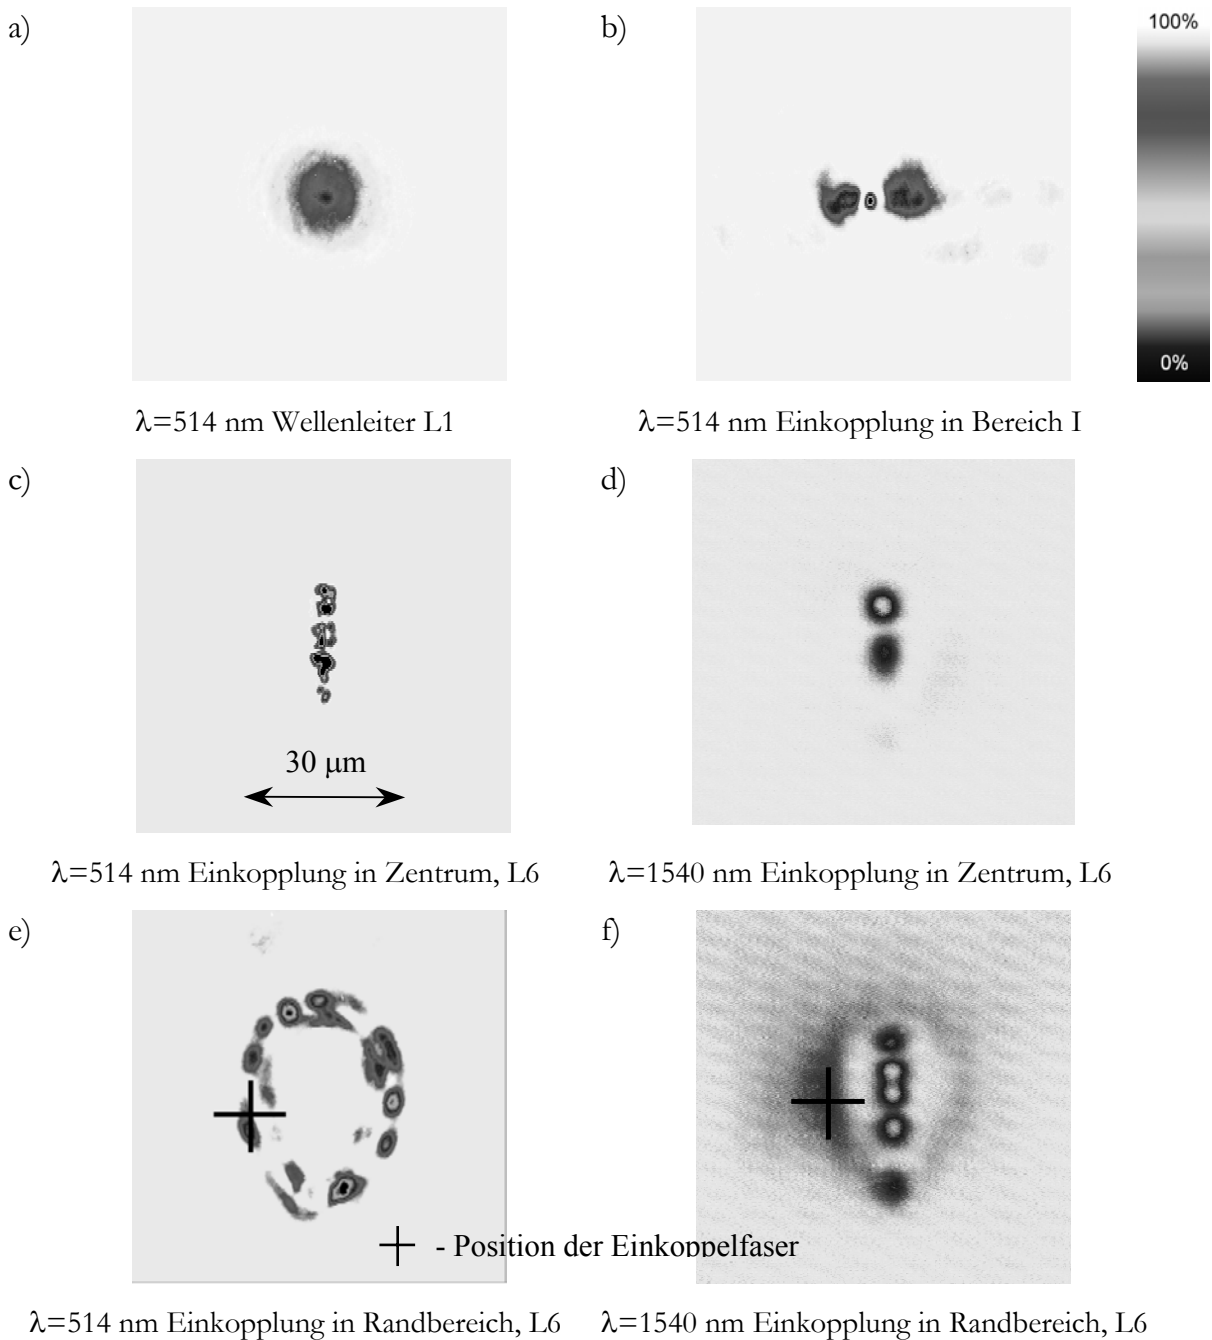 a)
b)
100%
0%
λ=514 nm Wellenleiter L1
λ=514 nm Einkopplung in Bereich I
c)
d)
30 μm
λ=514 nm Einkopplung in Zentrum, L6
λ=1540 nm Einkopplung in Zentrum, L6
e)
f)
- Position der Einkoppelfaser
λ=514 nm Einkopplung in Randbereich, L6
λ=1540 nm Einkopplung in Randbereich, L6